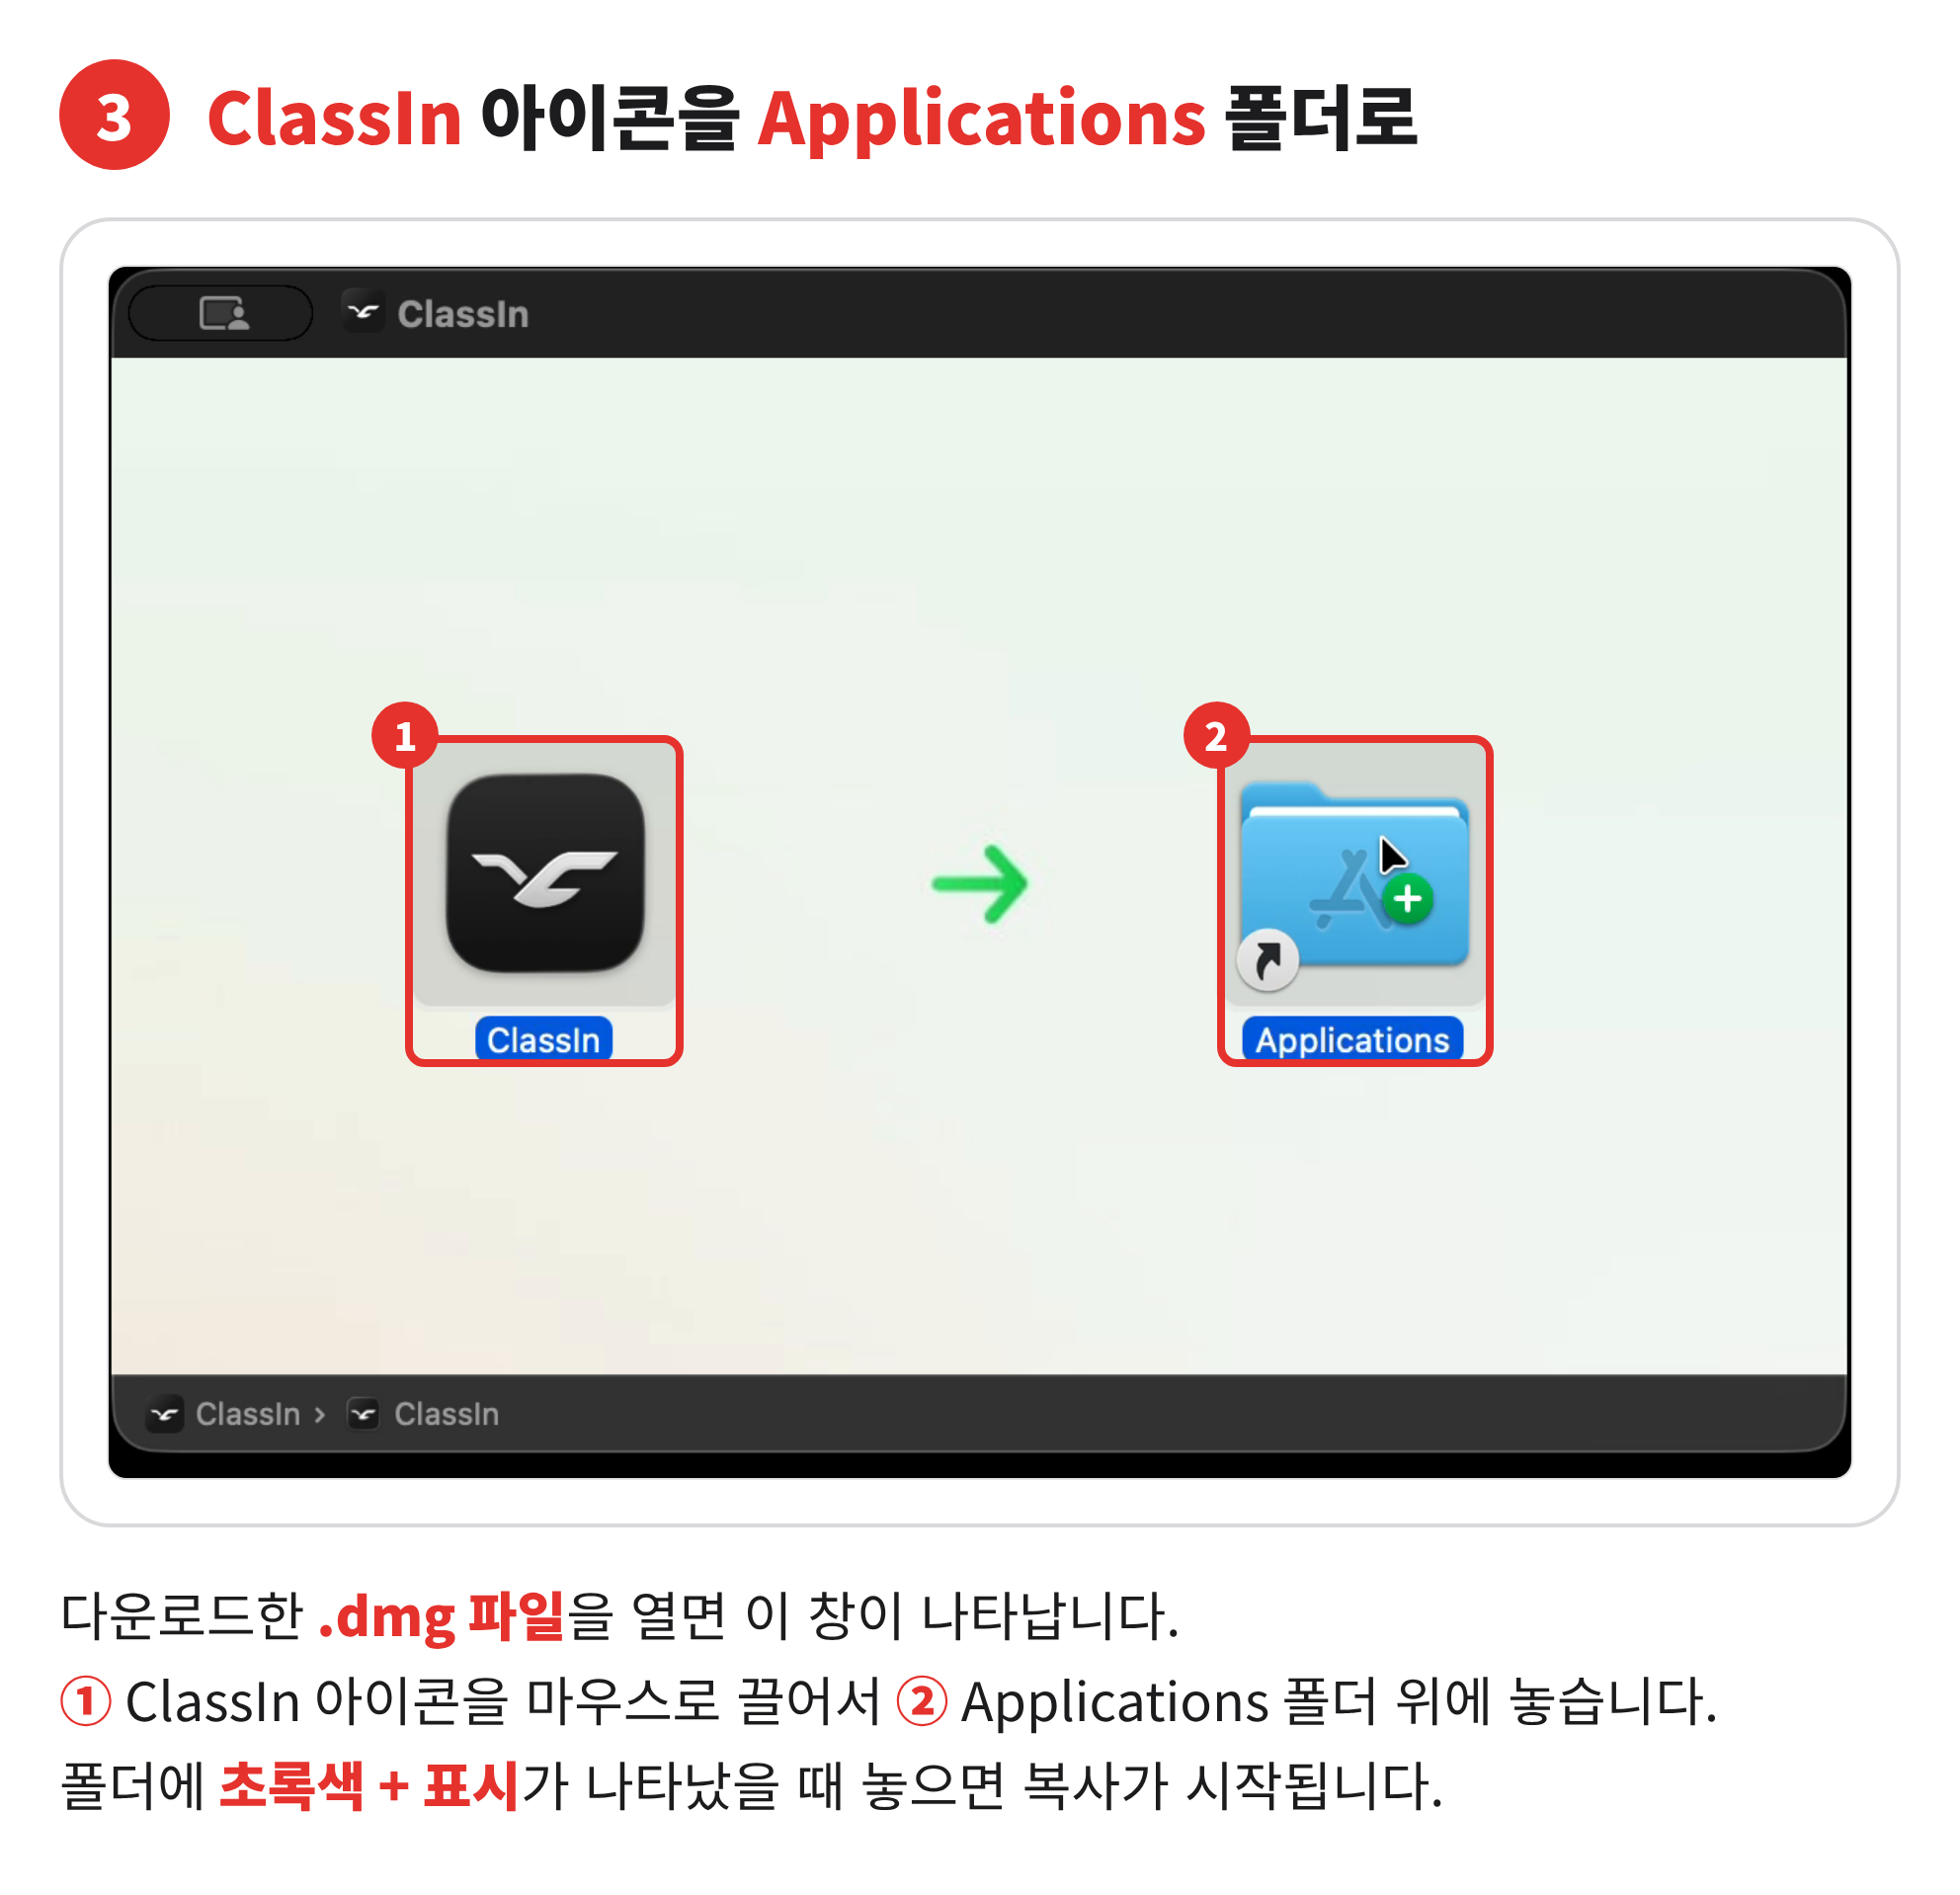 3 ClassIn 아이콘을 Applications 폴더로
ClassIn
1 2
ClassIn Applications
ClassIn › ClassIn
다운로드한 .dmg 파일을 열면 이 창이 나타납니다.
① ClassIn 아이콘을 마우스로 끌어서 ② Applications 폴더 위에 놓습니다.
폴더에 초록색 + 표시가 나타났을 때 놓으면 복사가 시작됩니다.